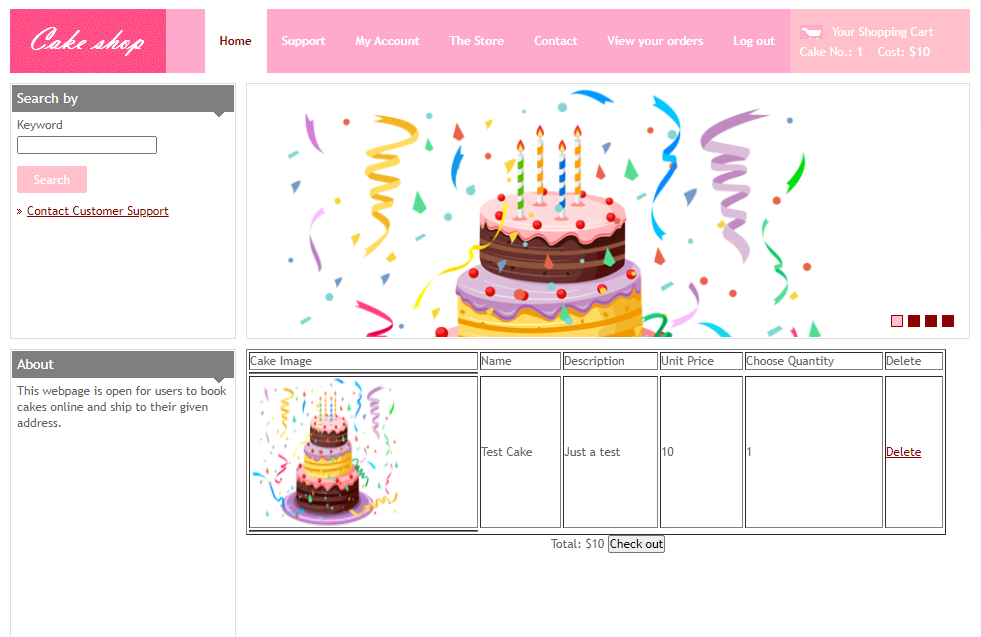 Cake shop
Home Support My Account The Store Contact View your orders Log out
Your Shopping Cart
Cake No.: 1 Cost: $10
Search by
Keyword
Search
» Contact Customer Support
About
This webpage is open for users to book
cakes online and ship to their given
address.
Cake Image Name Description Unit Price Choose Quantity Delete
Test Cake Just a test 10 1 Delete
Total: $10 Check out